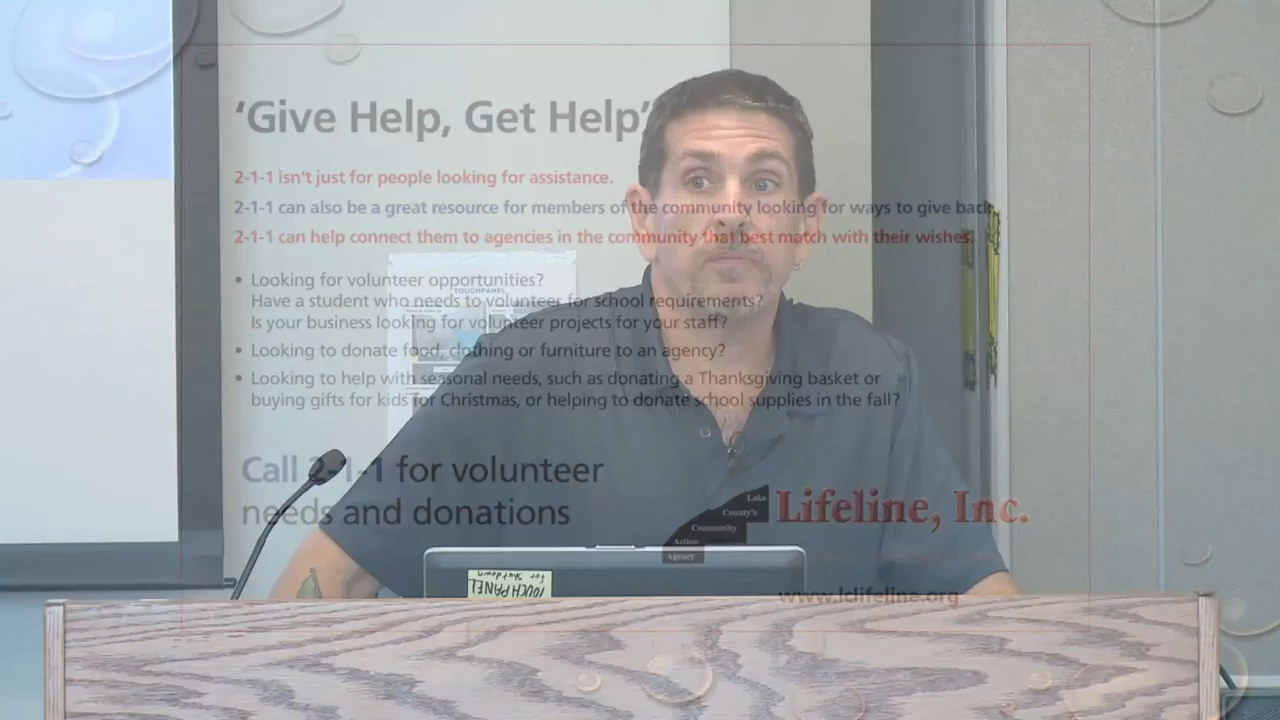 'Give Help, Get Help'
2-1-1 isn't just for people looking for assistance.
2-1-1 can also be a great resource for members of the community looking for ways to give back.
2-1-1 can help connect them to agencies in the community that best match with their wishes.
• Looking for volunteer opportunities?
Have a student who needs to volunteer for school requirements?
Is your business looking for volunteer projects for your staff?
• Looking to donate food, clothing or furniture to an agency?
• Looking to help with seasonal needs, such as donating a Thanksgiving basket or
buying gifts for kids for Christmas, or helping to donate school supplies in the fall?
TOUCHPANEL
Call 2-1-1 for volunteer
needs and donations
Lake
County's
Community
Action
Agency
Lifeline, Inc.
www.lclifeline.org
TOUCH PANEL
for Shutdown